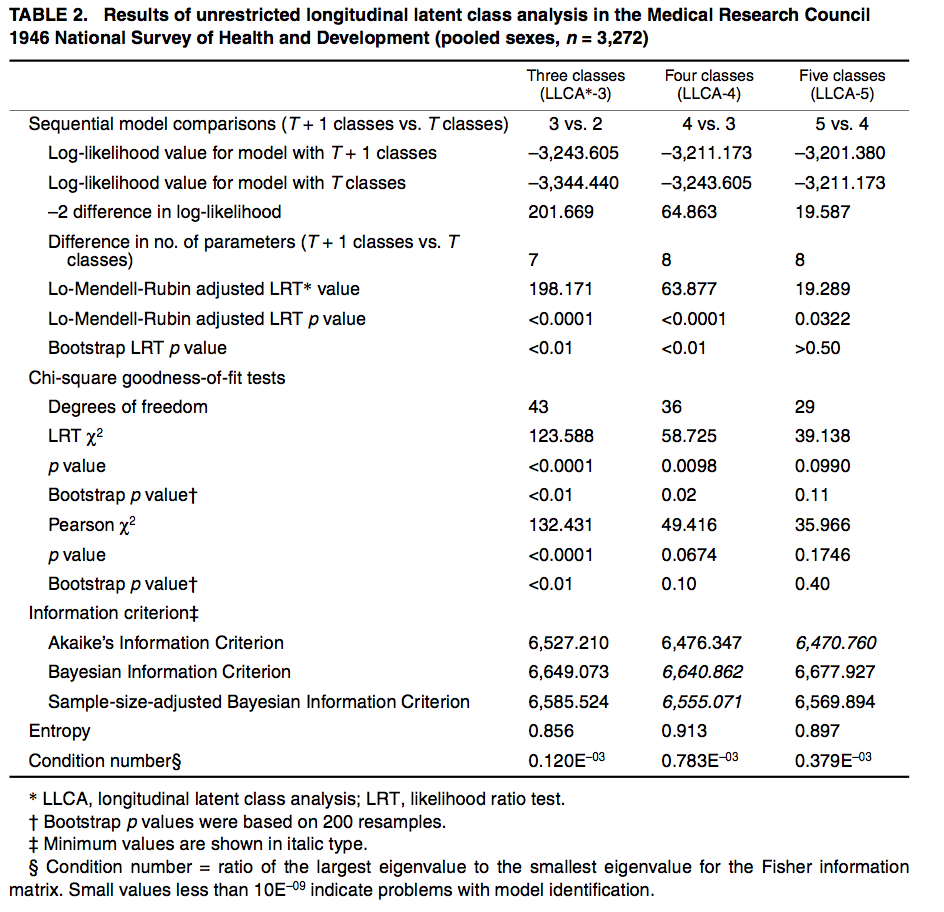 TABLE 2. Results of unrestricted longitudinal latent class analysis in the Medical Research Council
1946 National Survey of Health and Development (pooled sexes, n = 3,272)
Three classes (LLCA*-3) Four classes (LLCA-4) Five classes (LLCA-5)
Sequential model comparisons (T + 1 classes vs. T classes) 3 vs. 2 4 vs. 3 5 vs. 4
Log-likelihood value for model with T + 1 classes –3,243.605 –3,211.173 –3,201.380
Log-likelihood value for model with T classes –3,344.440 –3,243.605 –3,211.173
–2 difference in log-likelihood 201.669 64.863 19.587
Difference in no. of parameters (T + 1 classes vs. T
classes) 7 8 8
Lo-Mendell-Rubin adjusted LRT* value 198.171 63.877 19.289
Lo-Mendell-Rubin adjusted LRT p value <0.0001 <0.0001 0.0322
Bootstrap LRT p value <0.01 <0.01 >0.50
Chi-square goodness-of-fit tests
Degrees of freedom 43 36 29
LRT χ² 123.588 58.725 39.138
p value <0.0001 0.0098 0.0990
Bootstrap p value† <0.01 0.02 0.11
Pearson χ² 132.431 49.416 35.966
p value <0.0001 0.0674 0.1746
Bootstrap p value† <0.01 0.10 0.40
Information criterion‡
Akaike's Information Criterion 6,527.210 6,476.347 6,470.760
Bayesian Information Criterion 6,649.073 6,640.862 6,677.927
Sample-size-adjusted Bayesian Information Criterion 6,585.524 6,555.071 6,569.894
Entropy 0.856 0.913 0.897
Condition number§ 0.120E⁻⁰³ 0.783E⁻⁰³ 0.379E⁻⁰³
* LLCA, longitudinal latent class analysis; LRT, likelihood ratio test.
† Bootstrap p values were based on 200 resamples.
‡ Minimum values are shown in italic type.
§ Condition number = ratio of the largest eigenvalue to the smallest eigenvalue for the Fisher information
matrix. Small values less than 10E⁻⁰⁹ indicate problems with model identification.